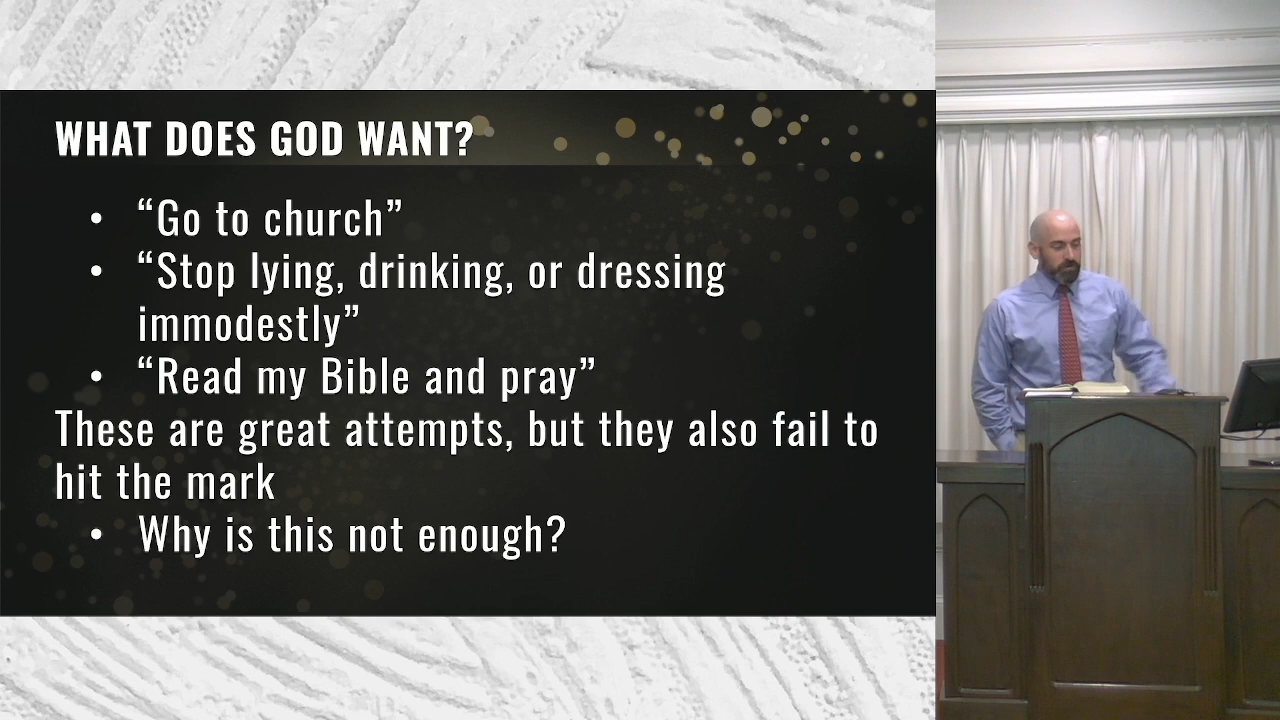 WHAT DOES GOD WANT?
• “Go to church”
• “Stop lying, drinking, or dressing
immodestly”
• “Read my Bible and pray”
These are great attempts, but they also fail to
hit the mark
• Why is this not enough?